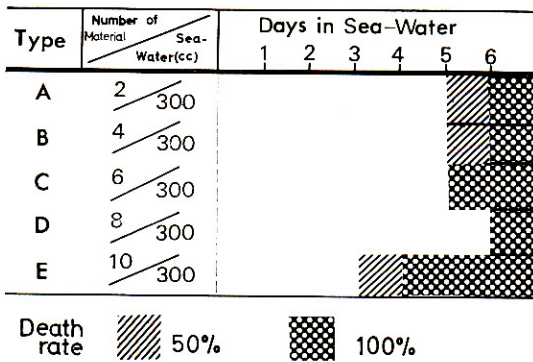 Type Number of Material Sea-Water(cc) Days in Sea-Water
1 2 3 4 5 6
A 2/300
B 4/300
C 6/300
D 8/300
E 10/300
Death rate 50% 100%